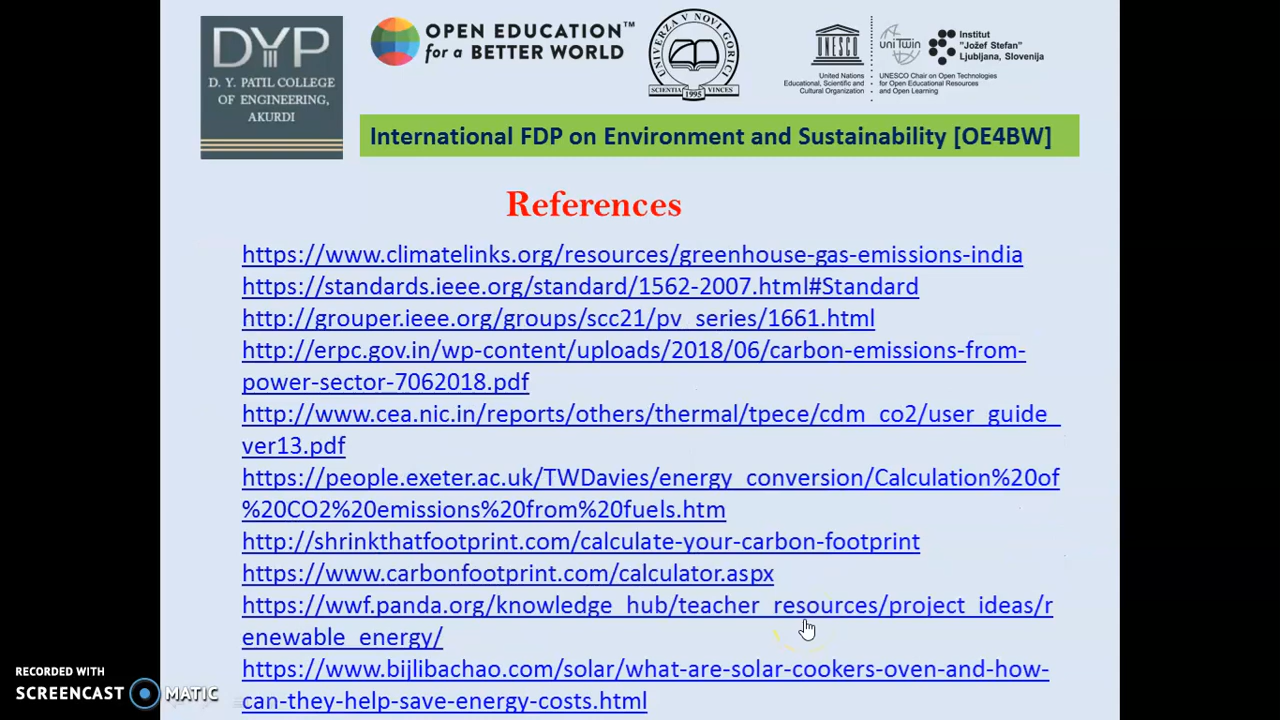 DYP
D. Y. PATIL COLLEGE
OF ENGINEERING,
AKURDI
OPEN EDUCATION™
for a BETTER WORLD
UNIVERZA V NOVI GORICI
SCIENTIA VINCES
1995
UNESCO
United Nations
Educational, Scientific and
Cultural Organization
uniTwin
Institut
"Jožef Stefan"
Ljubljana, Slovenija
UNESCO Chair on Open Technologies
for Open Educational Resources
and Open Learning
International FDP on Environment and Sustainability [OE4BW]
References
https://www.climatelinks.org/resources/greenhouse-gas-emissions-india
https://standards.ieee.org/standard/1562-2007.html#Standard
http://grouper.ieee.org/groups/scc21/pv_series/1661.html
http://erpc.gov.in/wp-content/uploads/2018/06/carbon-emissions-from-
power-sector-7062018.pdf
http://www.cea.nic.in/reports/others/thermal/tpece/cdm_co2/user_guide_
ver13.pdf
https://people.exeter.ac.uk/TWDavies/energy_conversion/Calculation%20of
%20CO2%20emissions%20from%20fuels.htm
http://shrinkthatfootprint.com/calculate-your-carbon-footprint
https://www.carbonfootprint.com/calculator.aspx
https://wwf.panda.org/knowledge_hub/teacher_resources/project_ideas/r
enewable_energy/
https://www.bijlibachao.com/solar/what-are-solar-cookers-oven-and-how-
can-they-help-save-energy-costs.html
RECORDED WITH
SCREENCAST MATIC